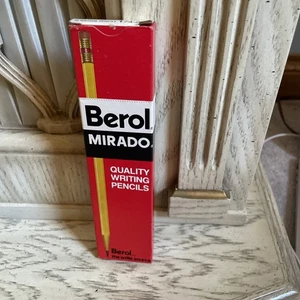 Berol
MIRADO
QUALITY
WRITING
PENCILS
Berol